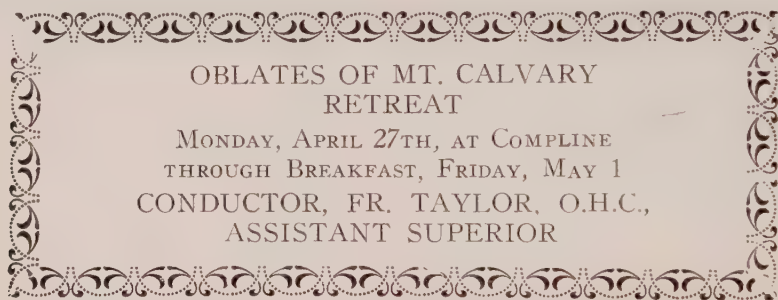 OBLATES OF MT. CALVARY
RETREAT
MONDAY, APRIL 27TH, AT COMPLINE
THROUGH BREAKFAST, FRIDAY, MAY 1
CONDUCTOR, FR. TAYLOR, O.H.C.,
ASSISTANT SUPERIOR